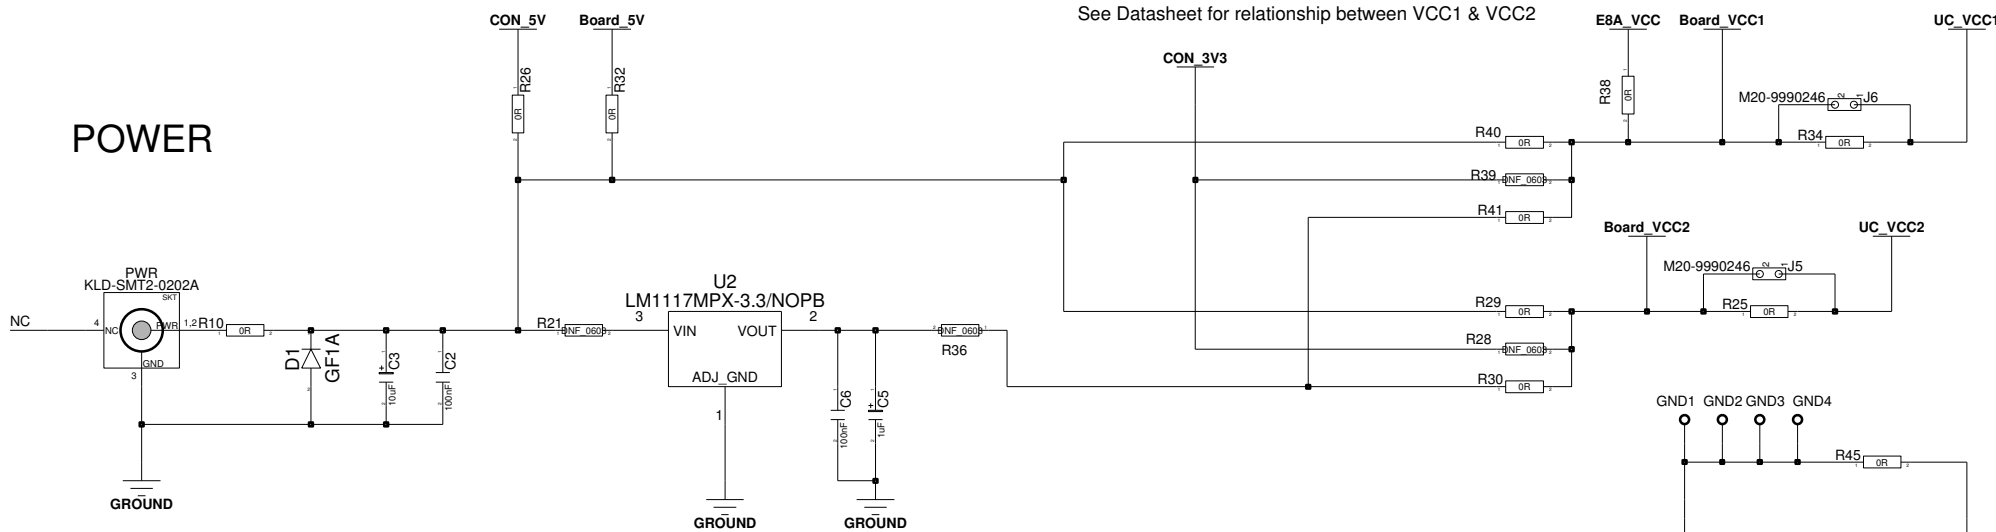 See Datasheet for relationship between VCC1 & VCC2
CON_5V
Board_5V
E8A_VCC
Board_VCC1
UC_VCC1
CON_3V3
R26
0R
R32
0R
R38
0R
M20-9990246
2
1
J6
POWER
R40
0R
R34
0R
R39
DNF_0603
R41
0R
Board_VCC2
UC_VCC2
M20-9990246
2
1
J5
PWR
KLD-SMT2-0202A
SKT
NC
4
NC
PWR
1,2
R10
0R
GND
3
D1
GF1A
C3
10uF
C2
100nF
R21
DNF_0603
U2
LM1117MPX-3.3/NOPB
3
VIN
VOUT
2
ADJ_GND
1
C6
100nF
C5
1uF
DNF_0603
R36
R29
0R
R25
0R
R28
DNF_0603
R30
0R
GND1
GND2
GND3
GND4
R45
0R
GROUND
GROUND
GROUND